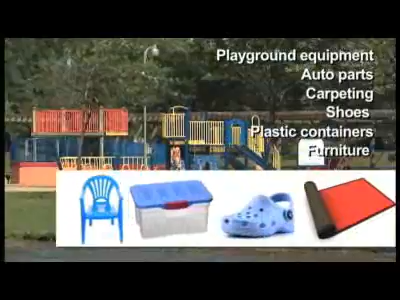 Playground equipment
Auto parts
Carpeting
Shoes
Plastic containers
Furniture